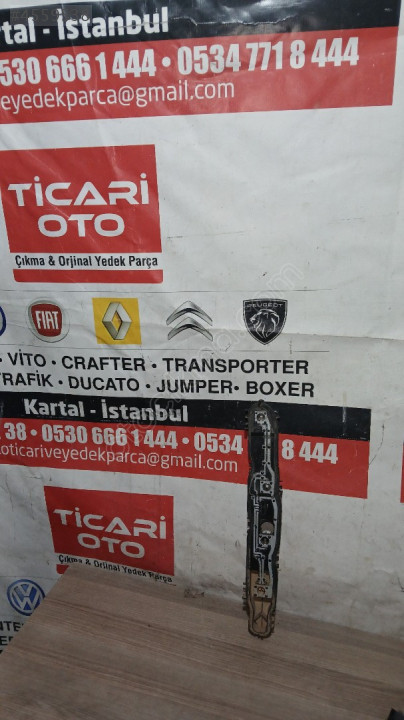 Kartal - İstanbul
0530 666 1 444 • 0534 771 8 444
veyedekparca@gmail.com
TİCARİ
OTO
Çıkma & Orjinal Yedek Parça
FIAT
PEUGEOT
• VİTO • CRAFTER • TRANSPORTER
TRAFİK • DUCATO • JUMPER • BOXER
Kartal - İstanbul
38 • 0530 666 1 444 • 0534 8 444
oticariveyedekparca@gmail.com
TİCARİ
OTO
Çıkma & Orjinal Yedek Parça